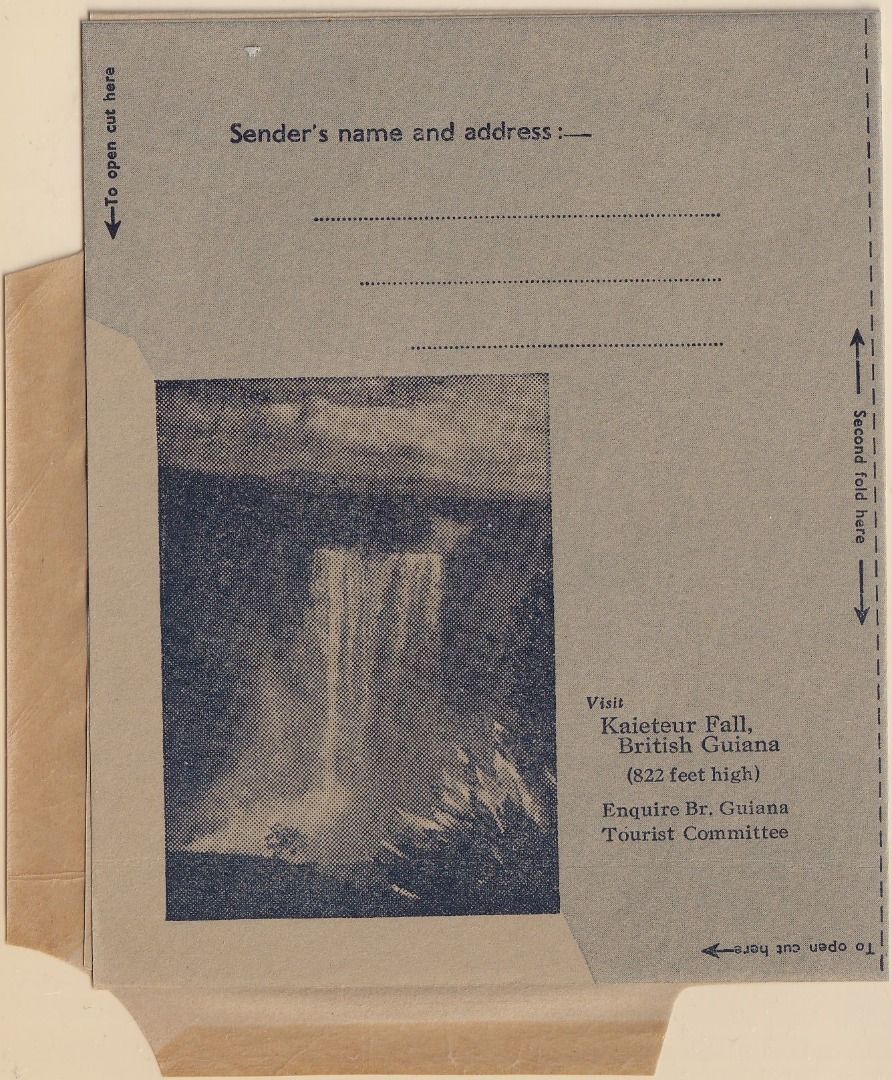 To open cut here
Sender's name and address :—
Second fold here
Visit
Kaieteur Fall,
British Guiana
(822 feet high)
Enquire Br. Guiana
Tourist Committee
To open cut here